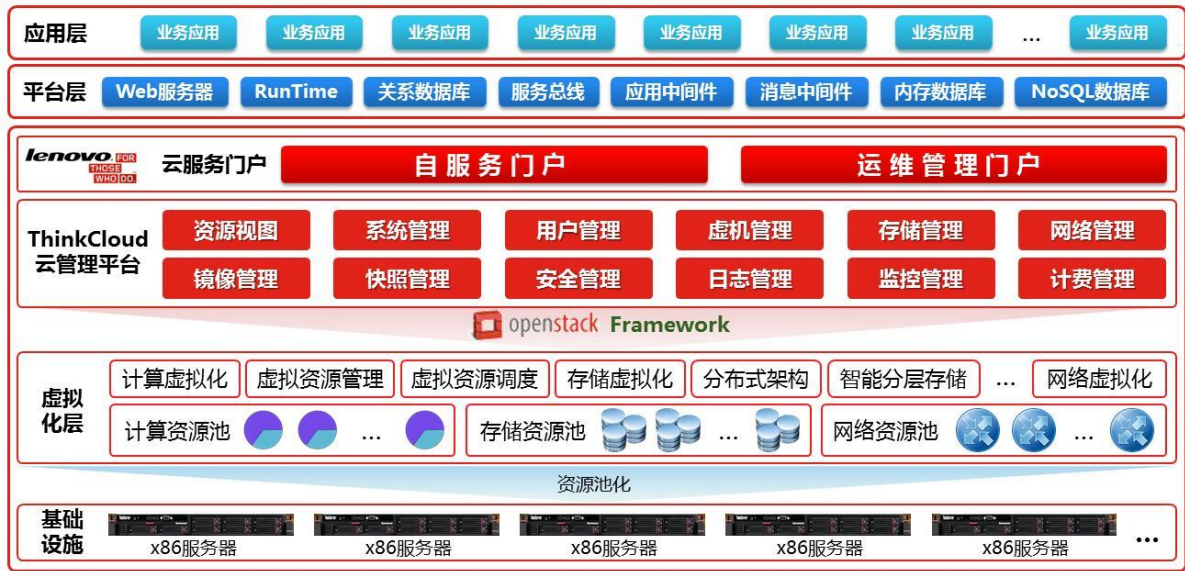 应用层 业务应用 业务应用 业务应用 业务应用 业务应用 业务应用 业务应用 ... 业务应用
平台层 Web服务器 RunTime 关系数据库 服务总线 应用中间件 消息中间件 内存数据库 NoSQL数据库
lenovo FOR THOSE WHO DO. 云服务门户 自服务门户 运维管理门户
ThinkCloud
云管理平台
资源视图 系统管理 用户管理 虚机管理 存储管理 网络管理
镜像管理 快照管理 安全管理 日志管理 监控管理 计费管理
openstack Framework
虚拟
化层
计算虚拟化 虚拟资源管理 虚拟资源调度 存储虚拟化 分布式架构 智能分层存储 ... 网络虚拟化
计算资源池 ... 存储资源池 ... 网络资源池 ...
资源池化
基础
设施
x86服务器 x86服务器 x86服务器 x86服务器 x86服务器 ...